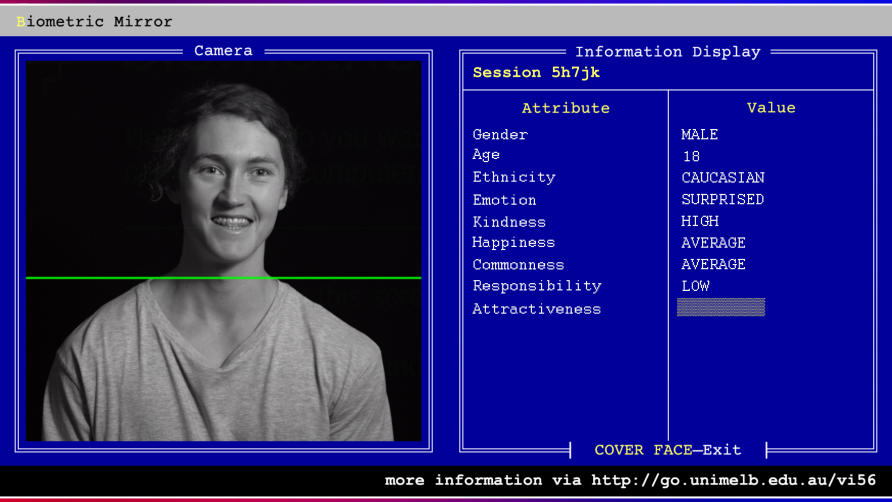 Biometric Mirror
Camera
Information Display
Session 5h7jk
Attribute Value
Gender MALE
Age 18
Ethnicity CAUCASIAN
Emotion SURPRISED
Kindness HIGH
Happiness AVERAGE
Commonness AVERAGE
Responsibility LOW
Attractiveness
COVER FACE—Exit
more information via http://go.unimelb.edu.au/vi56